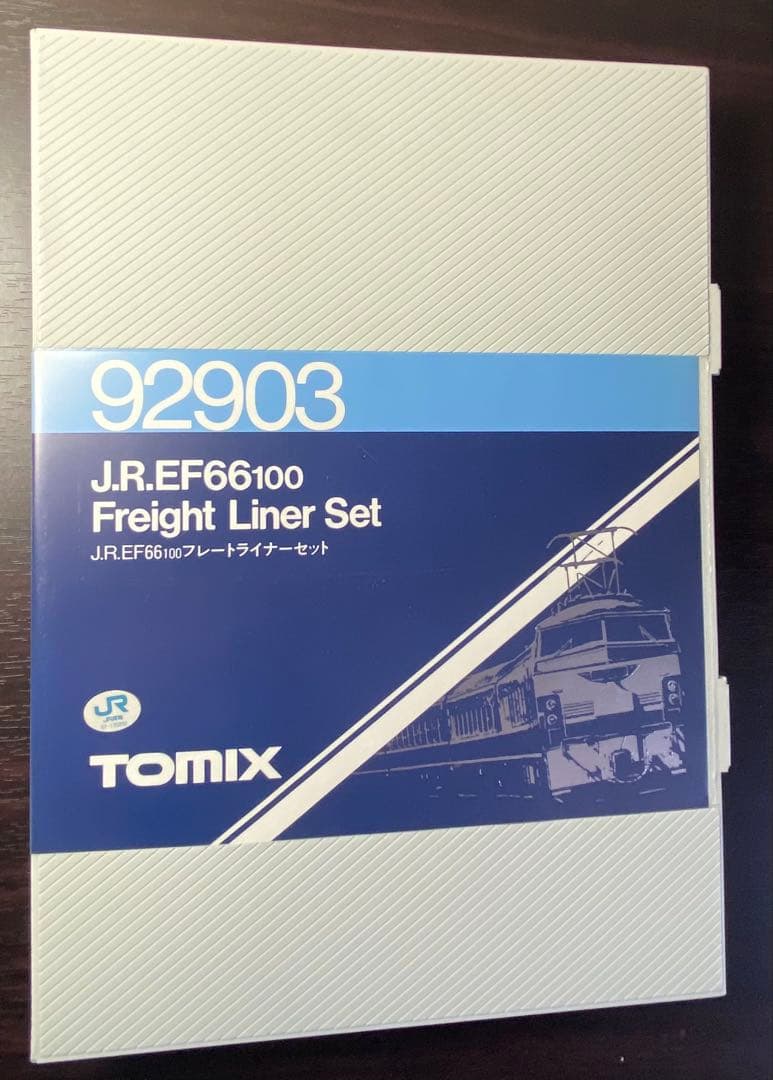 92903
J.R.EF66100
Freight Liner Set
J.R.EF66100フレートライナーセット
JR
TOMIX